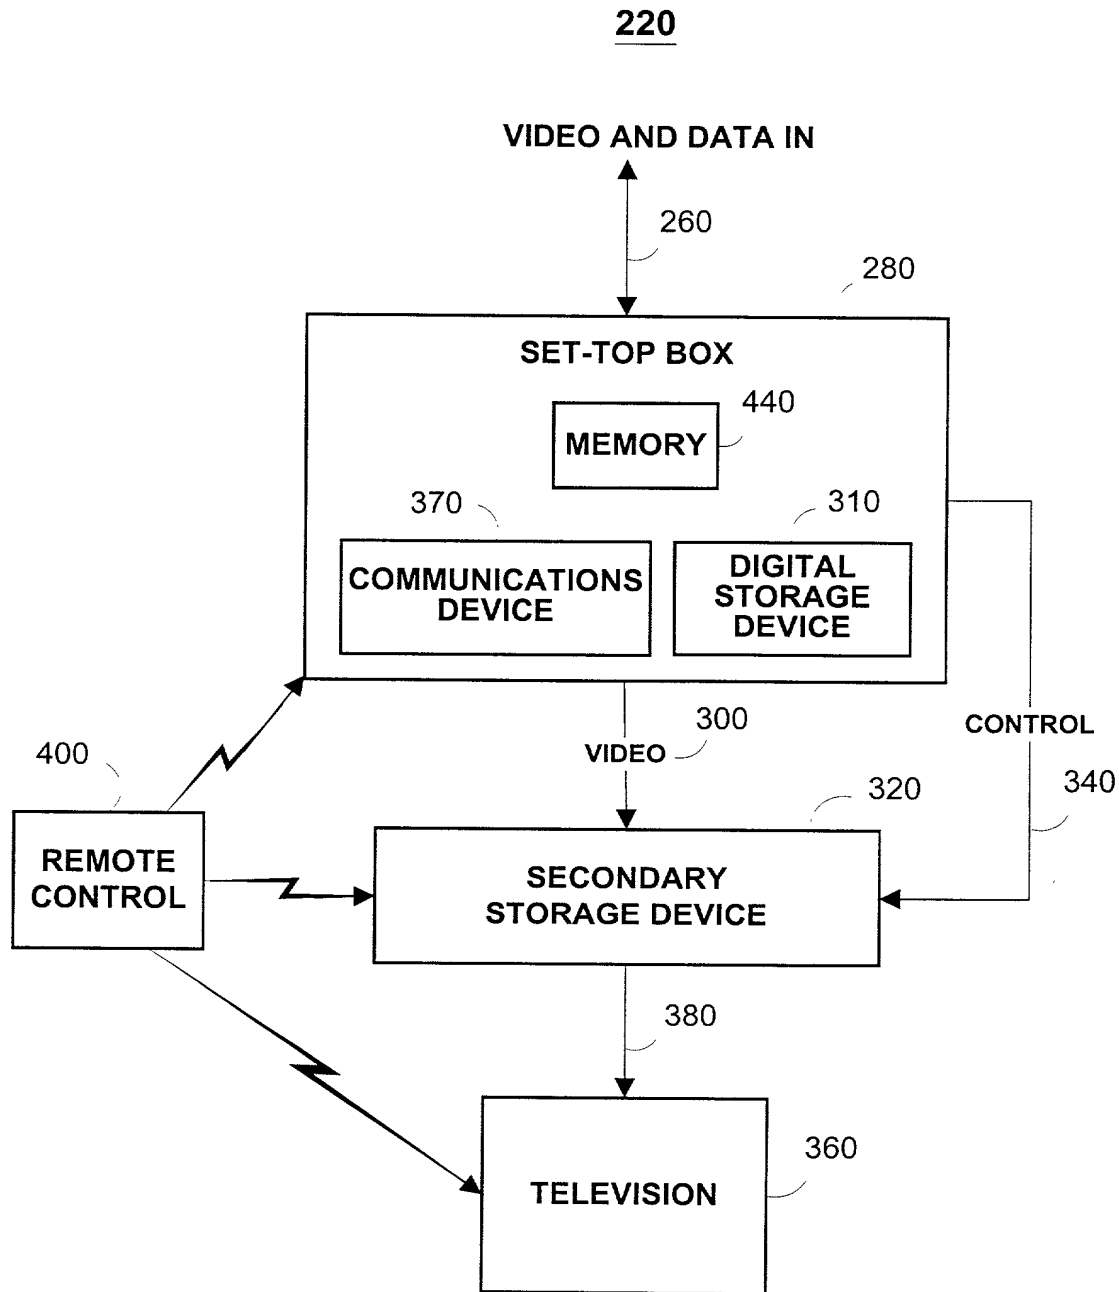 220
VIDEO AND DATA IN
260
280
SET-TOP BOX
440
MEMORY
370
310
COMMUNICATIONS
DEVICE
DIGITAL
STORAGE
DEVICE
300
VIDEO
CONTROL
400
340
320
REMOTE
CONTROL
SECONDARY
STORAGE DEVICE
380
360
TELEVISION